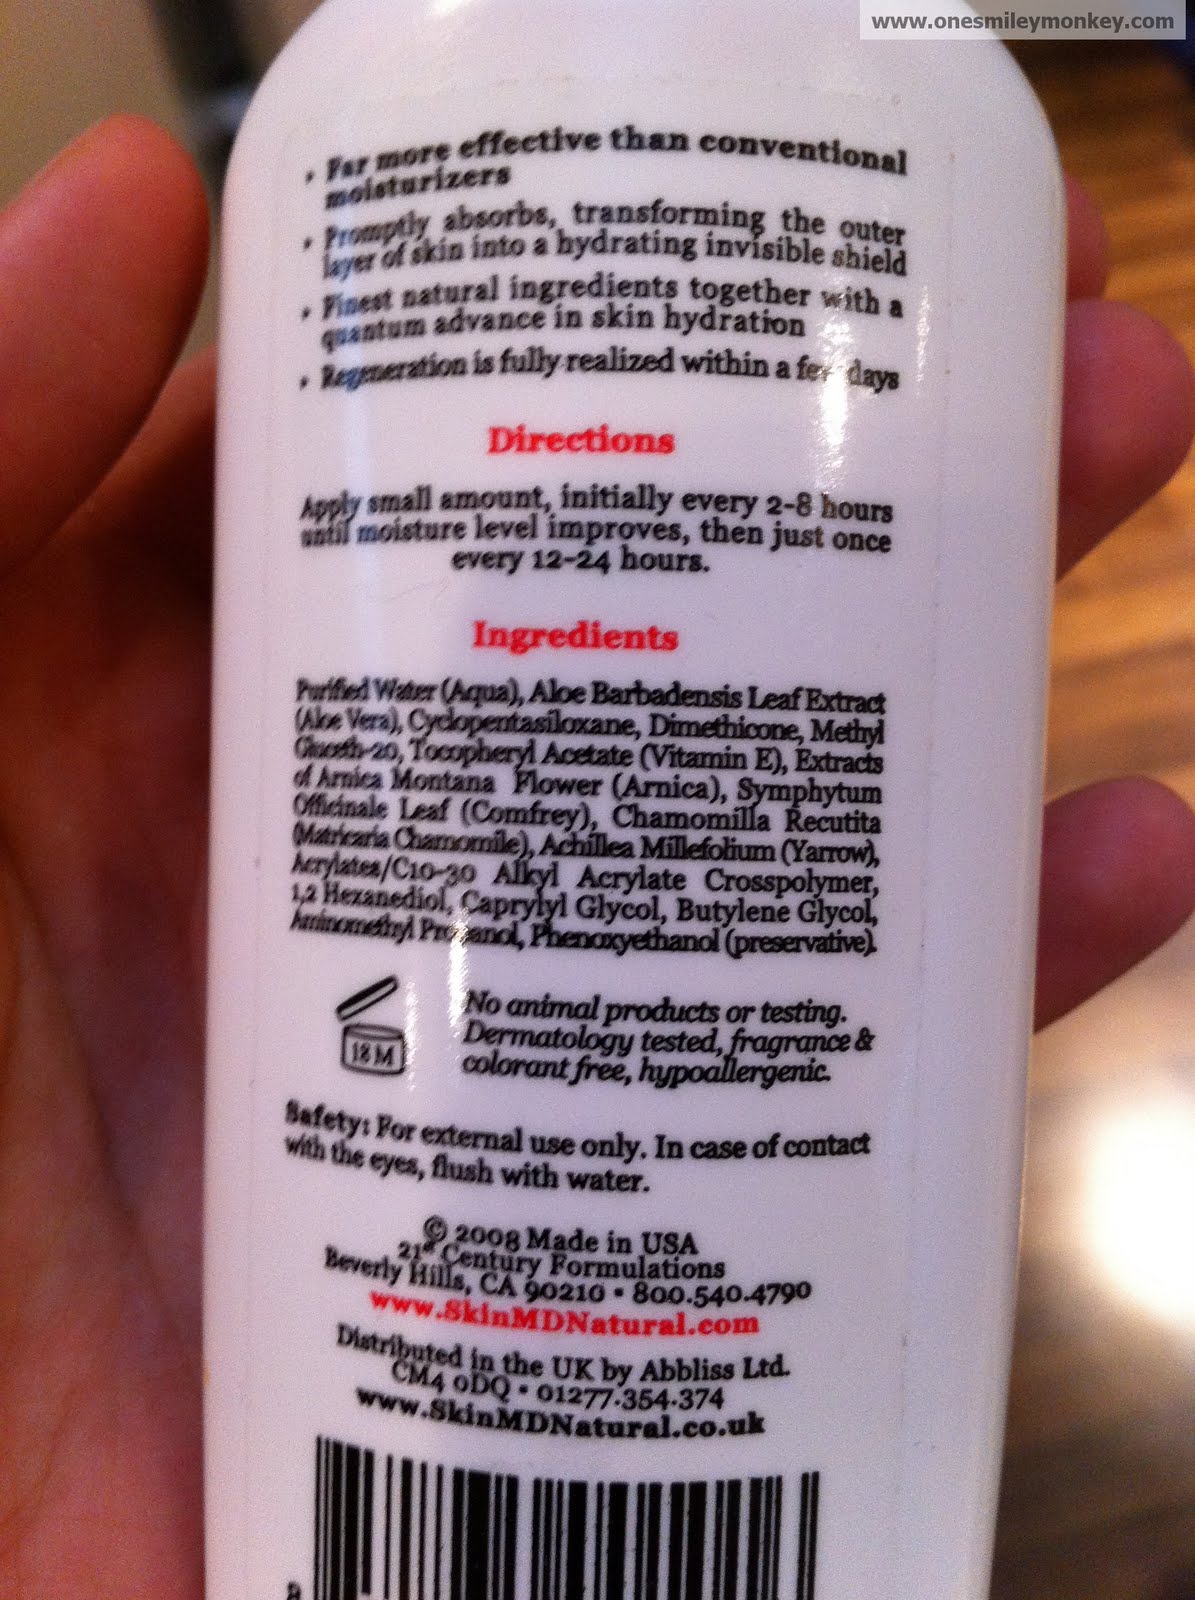 www.onesmileymonkey.com
• Far more effective than conventional
moisturizers
• Promptly absorbs, transforming the outer
layer of skin into a hydrating invisible shield
• Finest natural ingredients together with a
quantum advance in skin hydration
• Regeneration is fully realized within a few days
Directions
Apply small amount, initially every 2-8 hours
until moisture level improves, then just once
every 12-24 hours.
Ingredients
Purified Water (Aqua), Aloe Barbadensis Leaf Extract
(Aloe Vera), Cyclopentasiloxane, Dimethicone, Methyl
Gluceth-20, Tocopheryl Acetate (Vitamin E), Extracts
of Arnica Montana Flower (Arnica), Symphytum
Officinale Leaf (Comfrey), Chamomilla Recutita
(Matricaria Chamomile), Achillea Millefolium (Yarrow),
Acrylates/C10-30 Alkyl Acrylate Crosspolymer,
1,2 Hexanediol, Caprylyl Glycol, Butylene Glycol,
Aminomethyl Propanol, Phenoxyethanol (preservative).
No animal products or testing.
Dermatology tested, fragrance &
colorant free, hypoallergenic.
18 M
Safety: For external use only. In case of contact
with the eyes, flush with water.
© 2008 Made in USA
21st Century Formulations
Beverly Hills, CA 90210 • 800.540.4790
www.SkinMDNatural.com
Distributed in the UK by Abbliss Ltd.
CM4 0DQ • 01277.354.374
www.SkinMDNatural.co.uk